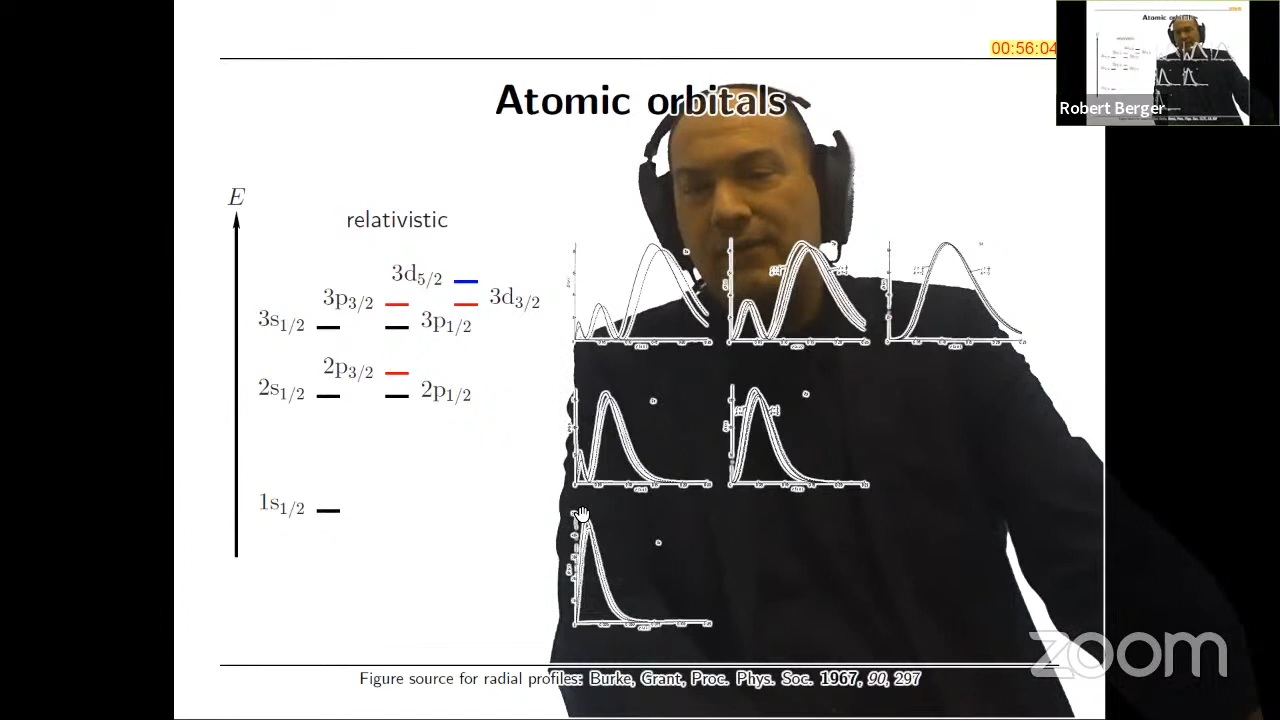 00:56:04
Atomic orbitals
Robert Berger
E
relativistic
3d5/2
3p3/2
3d3/2
3s1/2
3p1/2
2p3/2
2s1/2
2p1/2
1s1/2
zoom
Figure source for radial profiles: Burke, Grant, Proc. Phys. Soc. 1967, 90, 297